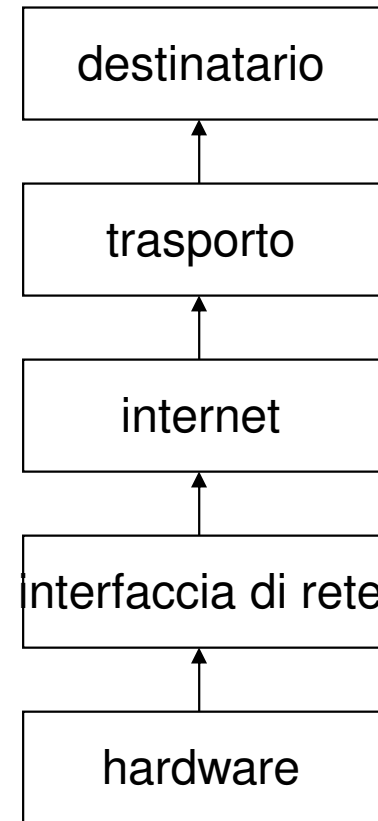 destinatario
trasporto
internet
interfaccia di rete
hardware